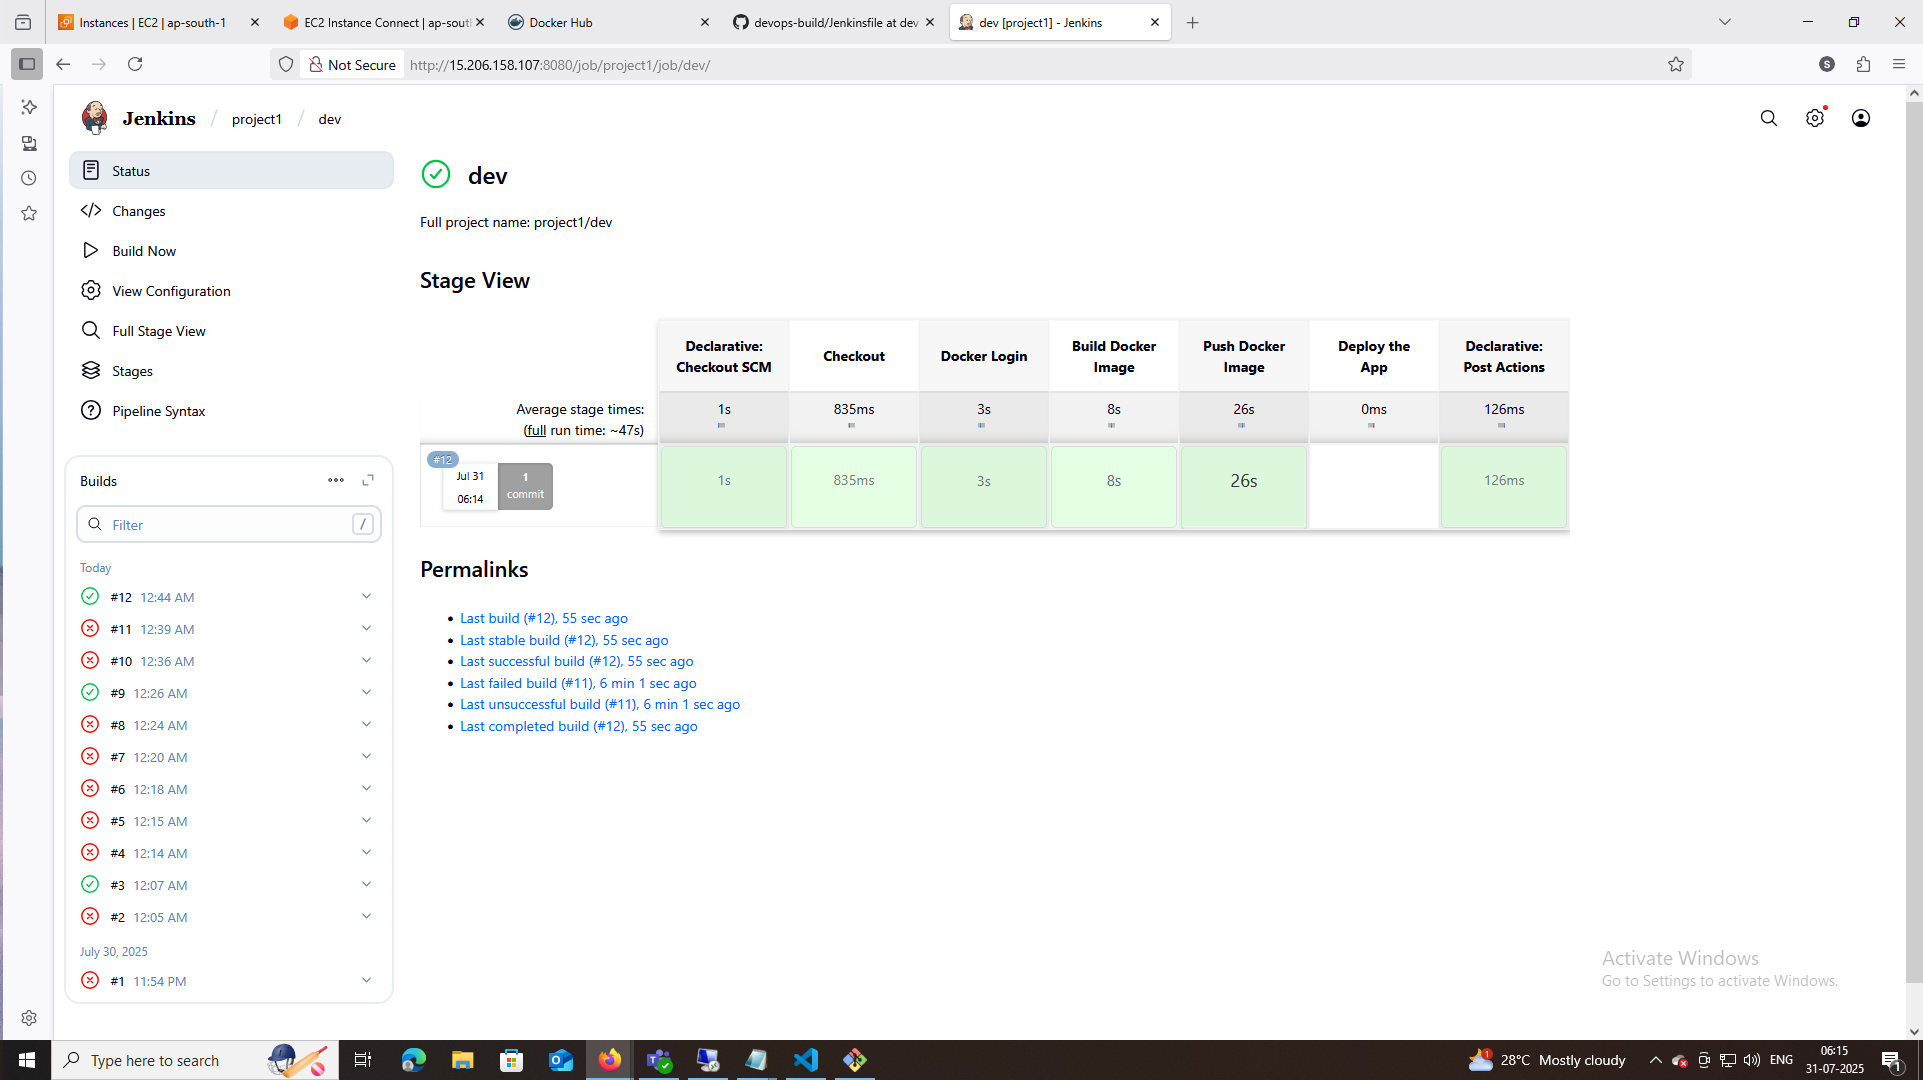 Instances | EC2 | ap-south-1
EC2 Instance Connect | ap-sout
Docker Hub
devops-build/Jenkinsfile at dev
dev [project1] - Jenkins
Not Secure
http://15.206.158.107:8080/job/project1/job/dev/
S
Jenkins / project1 / dev
Status
Changes
Build Now
View Configuration
Full Stage View
Stages
Pipeline Syntax
Builds
Filter
/
Today
#12 12:44 AM
#11 12:39 AM
#10 12:36 AM
#9 12:26 AM
#8 12:24 AM
#7 12:20 AM
#6 12:18 AM
#5 12:15 AM
#4 12:14 AM
#3 12:07 AM
#2 12:05 AM
July 30, 2025
#1 11:54 PM
dev
Full project name: project1/dev
Stage View
Declarative: Checkout SCM
Checkout
Docker Login
Build Docker Image
Push Docker Image
Deploy the App
Declarative: Post Actions
Average stage times:
(full run time: ~47s)
1s 835ms 3s 8s 26s 0ms 126ms
#12
Jul 31
06:14
1
commit
1s 835ms 3s 8s 26s 126ms
Permalinks
Last build (#12), 55 sec ago
Last stable build (#12), 55 sec ago
Last successful build (#12), 55 sec ago
Last failed build (#11), 6 min 1 sec ago
Last unsuccessful build (#11), 6 min 1 sec ago
Last completed build (#12), 55 sec ago
Activate Windows
Go to Settings to activate Windows.
Type here to search
1
28°C Mostly cloudy
ENG
06:15
31-07-2025
1